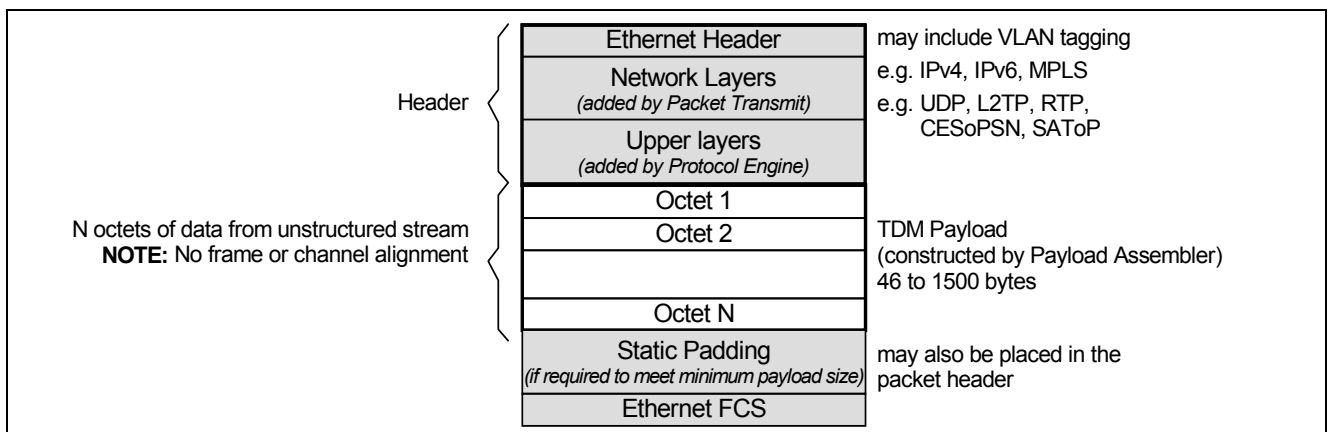 Ethernet Header
may include VLAN tagging
Header
Network Layers
(added by Packet Transmit)
e.g. IPv4, IPv6, MPLS
Upper layers
(added by Protocol Engine)
e.g. UDP, L2TP, RTP,
CESoPSN, SAToP
N octets of data from unstructured stream
NOTE: No frame or channel alignment
Octet 1
Octet 2
Octet N
TDM Payload
(constructed by Payload Assembler)
46 to 1500 bytes
Static Padding
(if required to meet minimum payload size)
may also be placed in the
packet header
Ethernet FCS